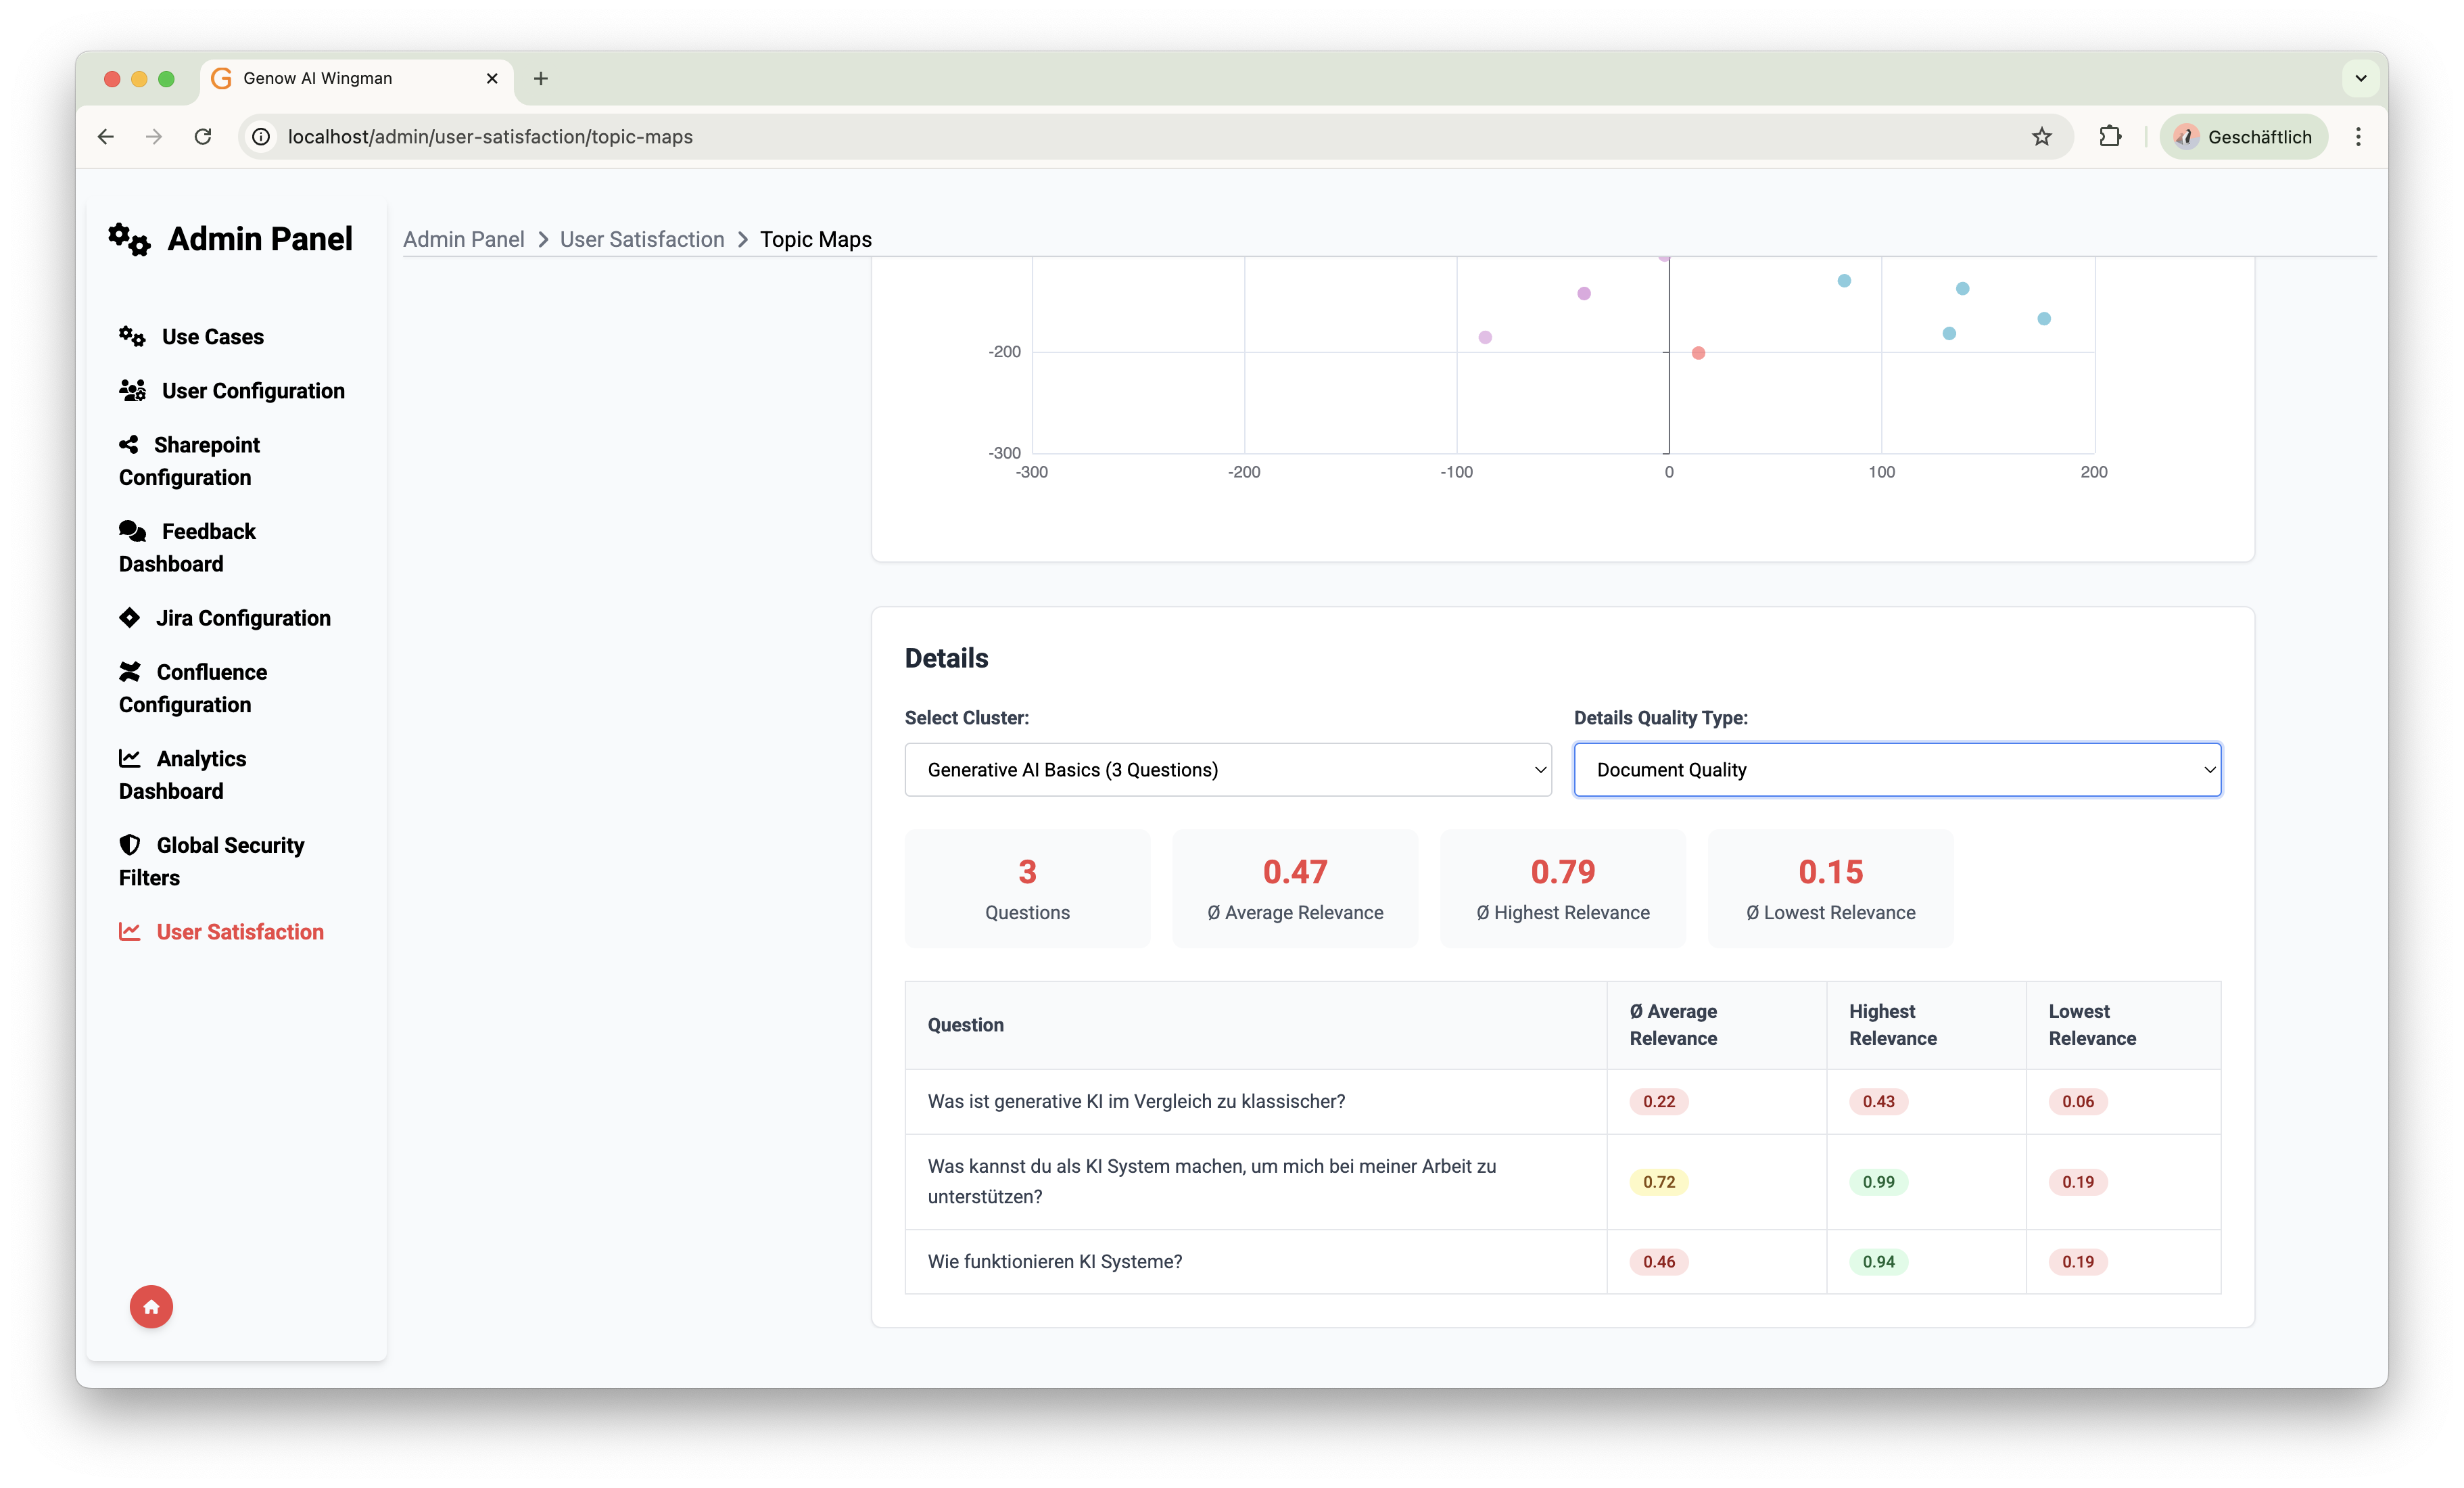 Genow AI Wingman
localhost/admin/user-satisfaction/topic-maps
Geschäftlich
Admin Panel
Use Cases
User Configuration
Sharepoint
Configuration
Feedback
Dashboard
Jira Configuration
Confluence
Configuration
Analytics
Dashboard
Global Security
Filters
User Satisfaction
Admin Panel > User Satisfaction > Topic Maps
-200
-300
-300 -200 -100 0 100 200
Details
Select Cluster:
Generative AI Basics (3 Questions)
Details Quality Type:
Document Quality
3
Questions
0.47
Ø Average Relevance
0.79
Ø Highest Relevance
0.15
Ø Lowest Relevance
Question
Ø Average
Relevance
Highest
Relevance
Lowest
Relevance
Was ist generative KI im Vergleich zu klassischer?
0.22
0.43
0.06
Was kannst du als KI System machen, um mich bei meiner Arbeit zu
unterstützen?
0.72
0.99
0.19
Wie funktionieren KI Systeme?
0.46
0.94
0.19